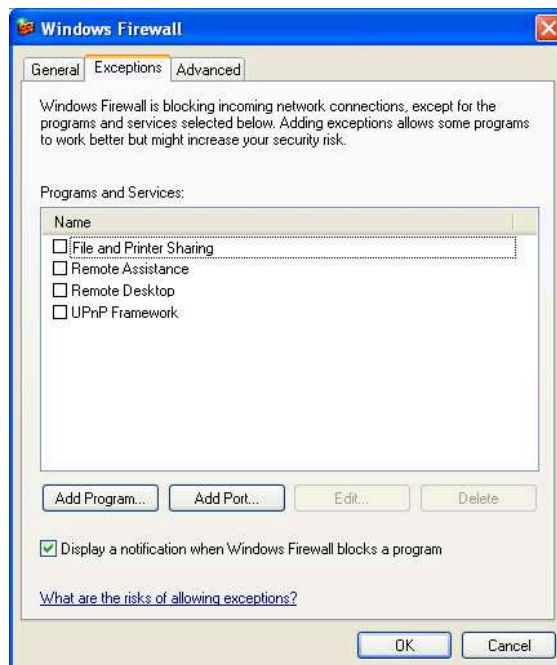 Windows Firewall
General Exceptions Advanced
Windows Firewall is blocking incoming network connections, except for the
programs and services selected below. Adding exceptions allows some programs
to work better but might increase your security risk.
Programs and Services:
Name
File and Printer Sharing
Remote Assistance
Remote Desktop
UPnP Framework
Add Program... Add Port... Edit... Delete
Display a notification when Windows Firewall blocks a program
What are the risks of allowing exceptions?
OK Cancel